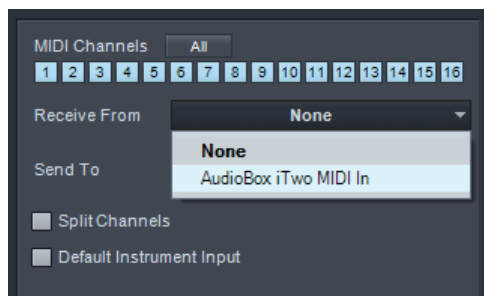 MIDI Channels All
1 2 3 4 5 6 7 8 9 10 11 12 13 14 15 16
Receive From None
None
AudioBox iTwo MIDI In
Send To
Split Channels
Default Instrument Input